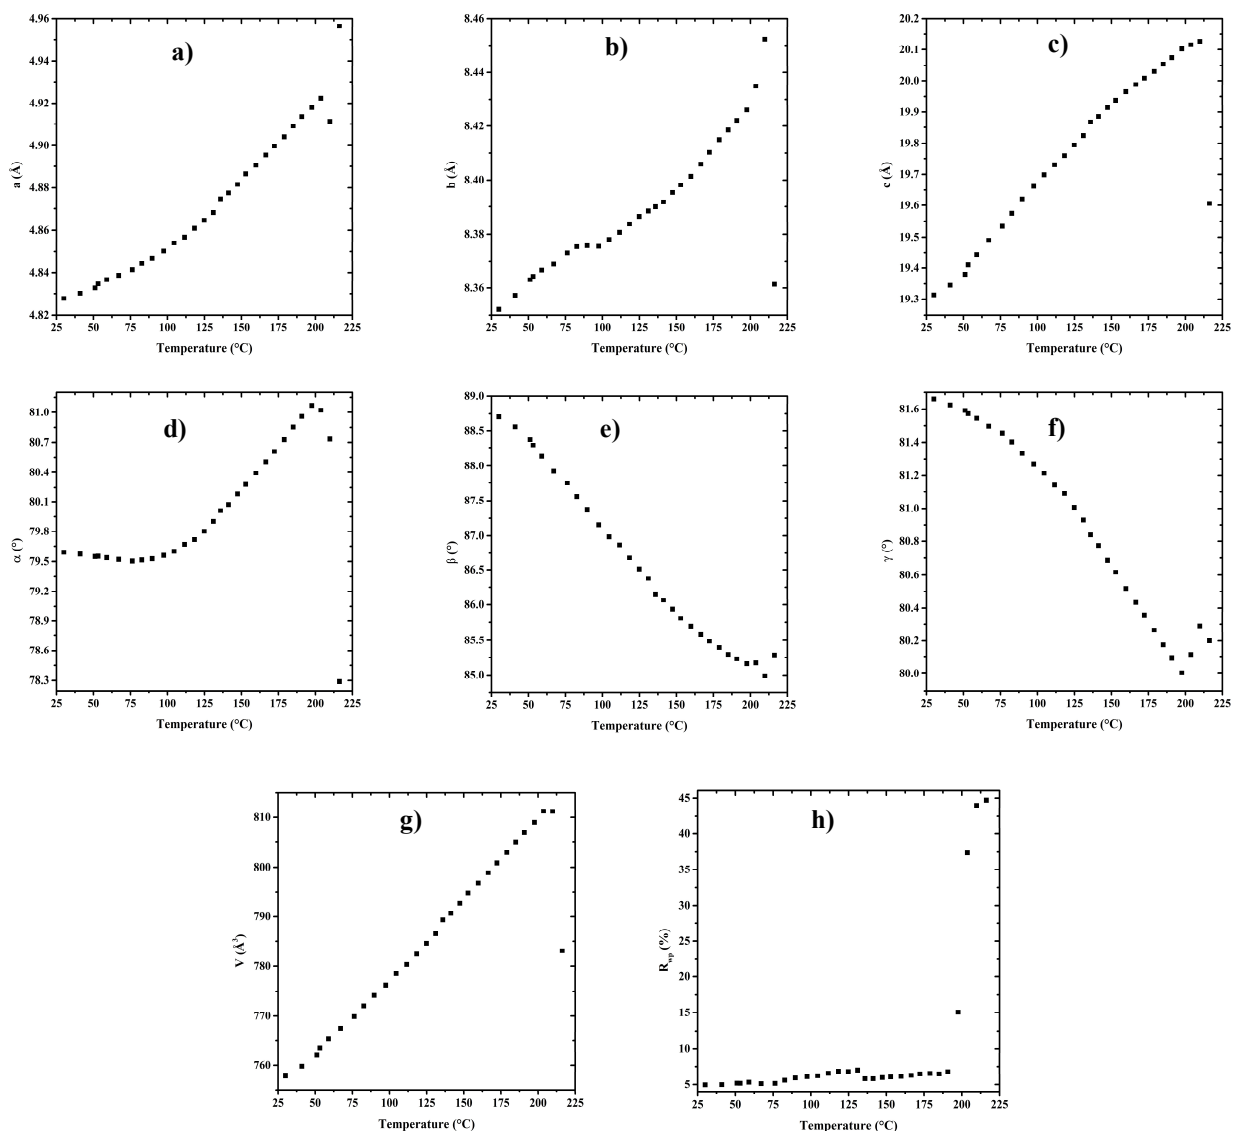 a)
4.96
4.94
4.92
4.90
4.88
4.86
4.84
4.82
a (Å)
25 50 75 100 125 150 175 200 225
Temperature (°C)
b)
8.46
8.44
8.42
8.40
8.38
8.36
b (Å)
25 50 75 100 125 150 175 200 225
Temperature (°C)
c)
20.2
20.1
20.0
19.9
19.8
19.7
19.6
19.5
19.4
19.3
c (Å)
25 50 75 100 125 150 175 200 225
Temperature (°C)
d)
81.0
80.7
80.4
80.1
79.8
79.5
79.2
78.9
78.6
78.3
α (°)
25 50 75 100 125 150 175 200 225
Temperature (°C)
e)
89.0
88.5
88.0
87.5
87.0
86.5
86.0
85.5
85.0
β (°)
25 50 75 100 125 150 175 200 225
Temperature (°C)
f)
81.6
81.4
81.2
81.0
80.8
80.6
80.4
80.2
80.0
γ (°)
25 50 75 100 125 150 175 200 225
Temperature (°C)
g)
810
800
790
780
770
760
V (Å³)
25 50 75 100 125 150 175 200 225
Temperature (°C)
h)
45
40
35
30
25
20
15
10
5
Rwp (%)
25 50 75 100 125 150 175 200 225
Temperature (°C)